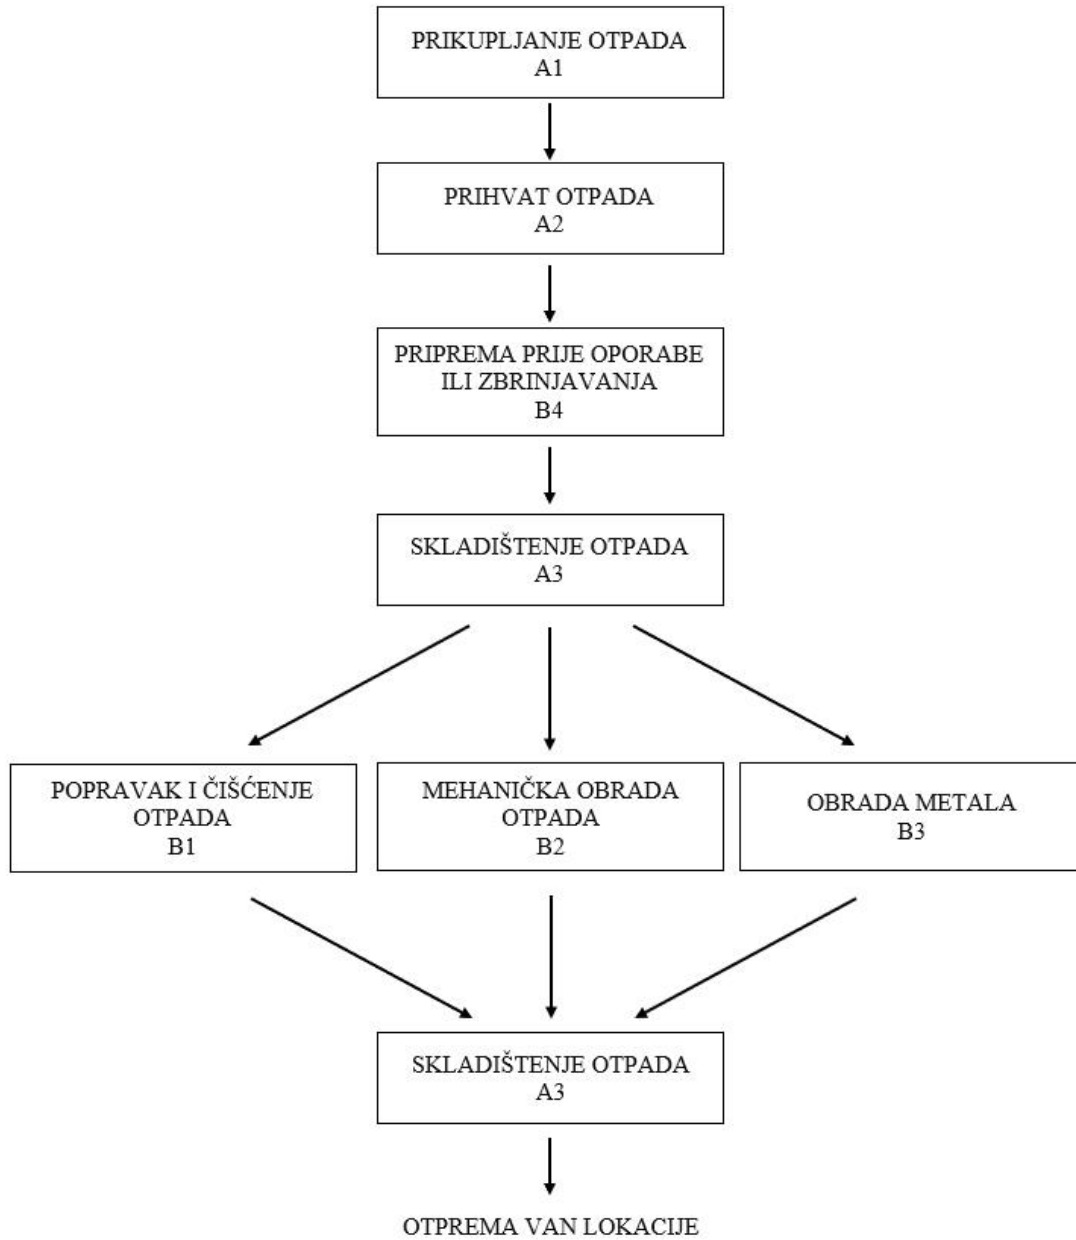 PRIKUPLJANJE OTPADA
A1
PRIHVAT OTPADA
A2
PRIPREMA PRIJE OPORABE
ILI ZBRINJAVANJA
B4
SKLADIŠTENJE OTPADA
A3
POPRAVAK I ČIŠĆENJE
OTPADA
B1
MEHANIČKA OBRADA
OTPADA
B2
OBRADA METALA
B3
SKLADIŠTENJE OTPADA
A3
OTPREMA VAN LOKACIJE